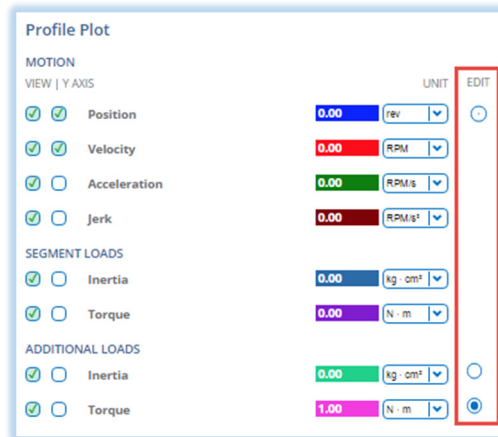 Profile Plot
MOTION
VIEW | Y AXIS UNIT EDIT
Position 0.00 rev
Velocity 0.00 RPM
Acceleration 0.00 RPM/s
Jerk 0.00 RPM/s²
SEGMENT LOADS
Inertia 0.00 kg · cm²
Torque 0.00 N · m
ADDITIONAL LOADS
Inertia 0.00 kg · cm²
Torque 1.00 N · m